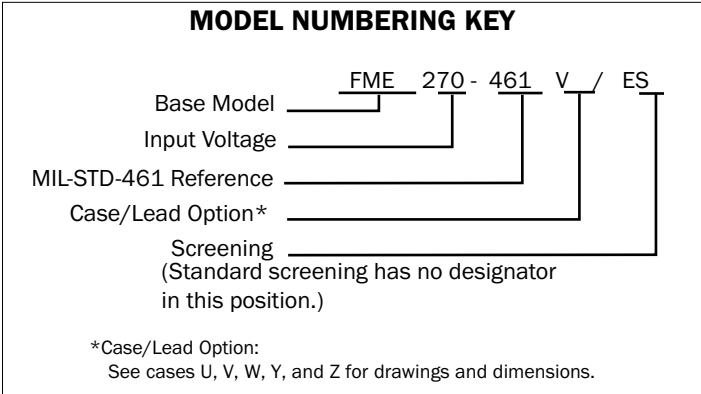 MODEL NUMBERING KEY
FME 270 - 461 V / ES
Base Model
Input Voltage
MIL-STD-461 Reference
Case/Lead Option*
Screening
(Standard screening has no designator
in this position.)
*Case/Lead Option:
See cases U, V, W, Y, and Z for drawings and dimensions.